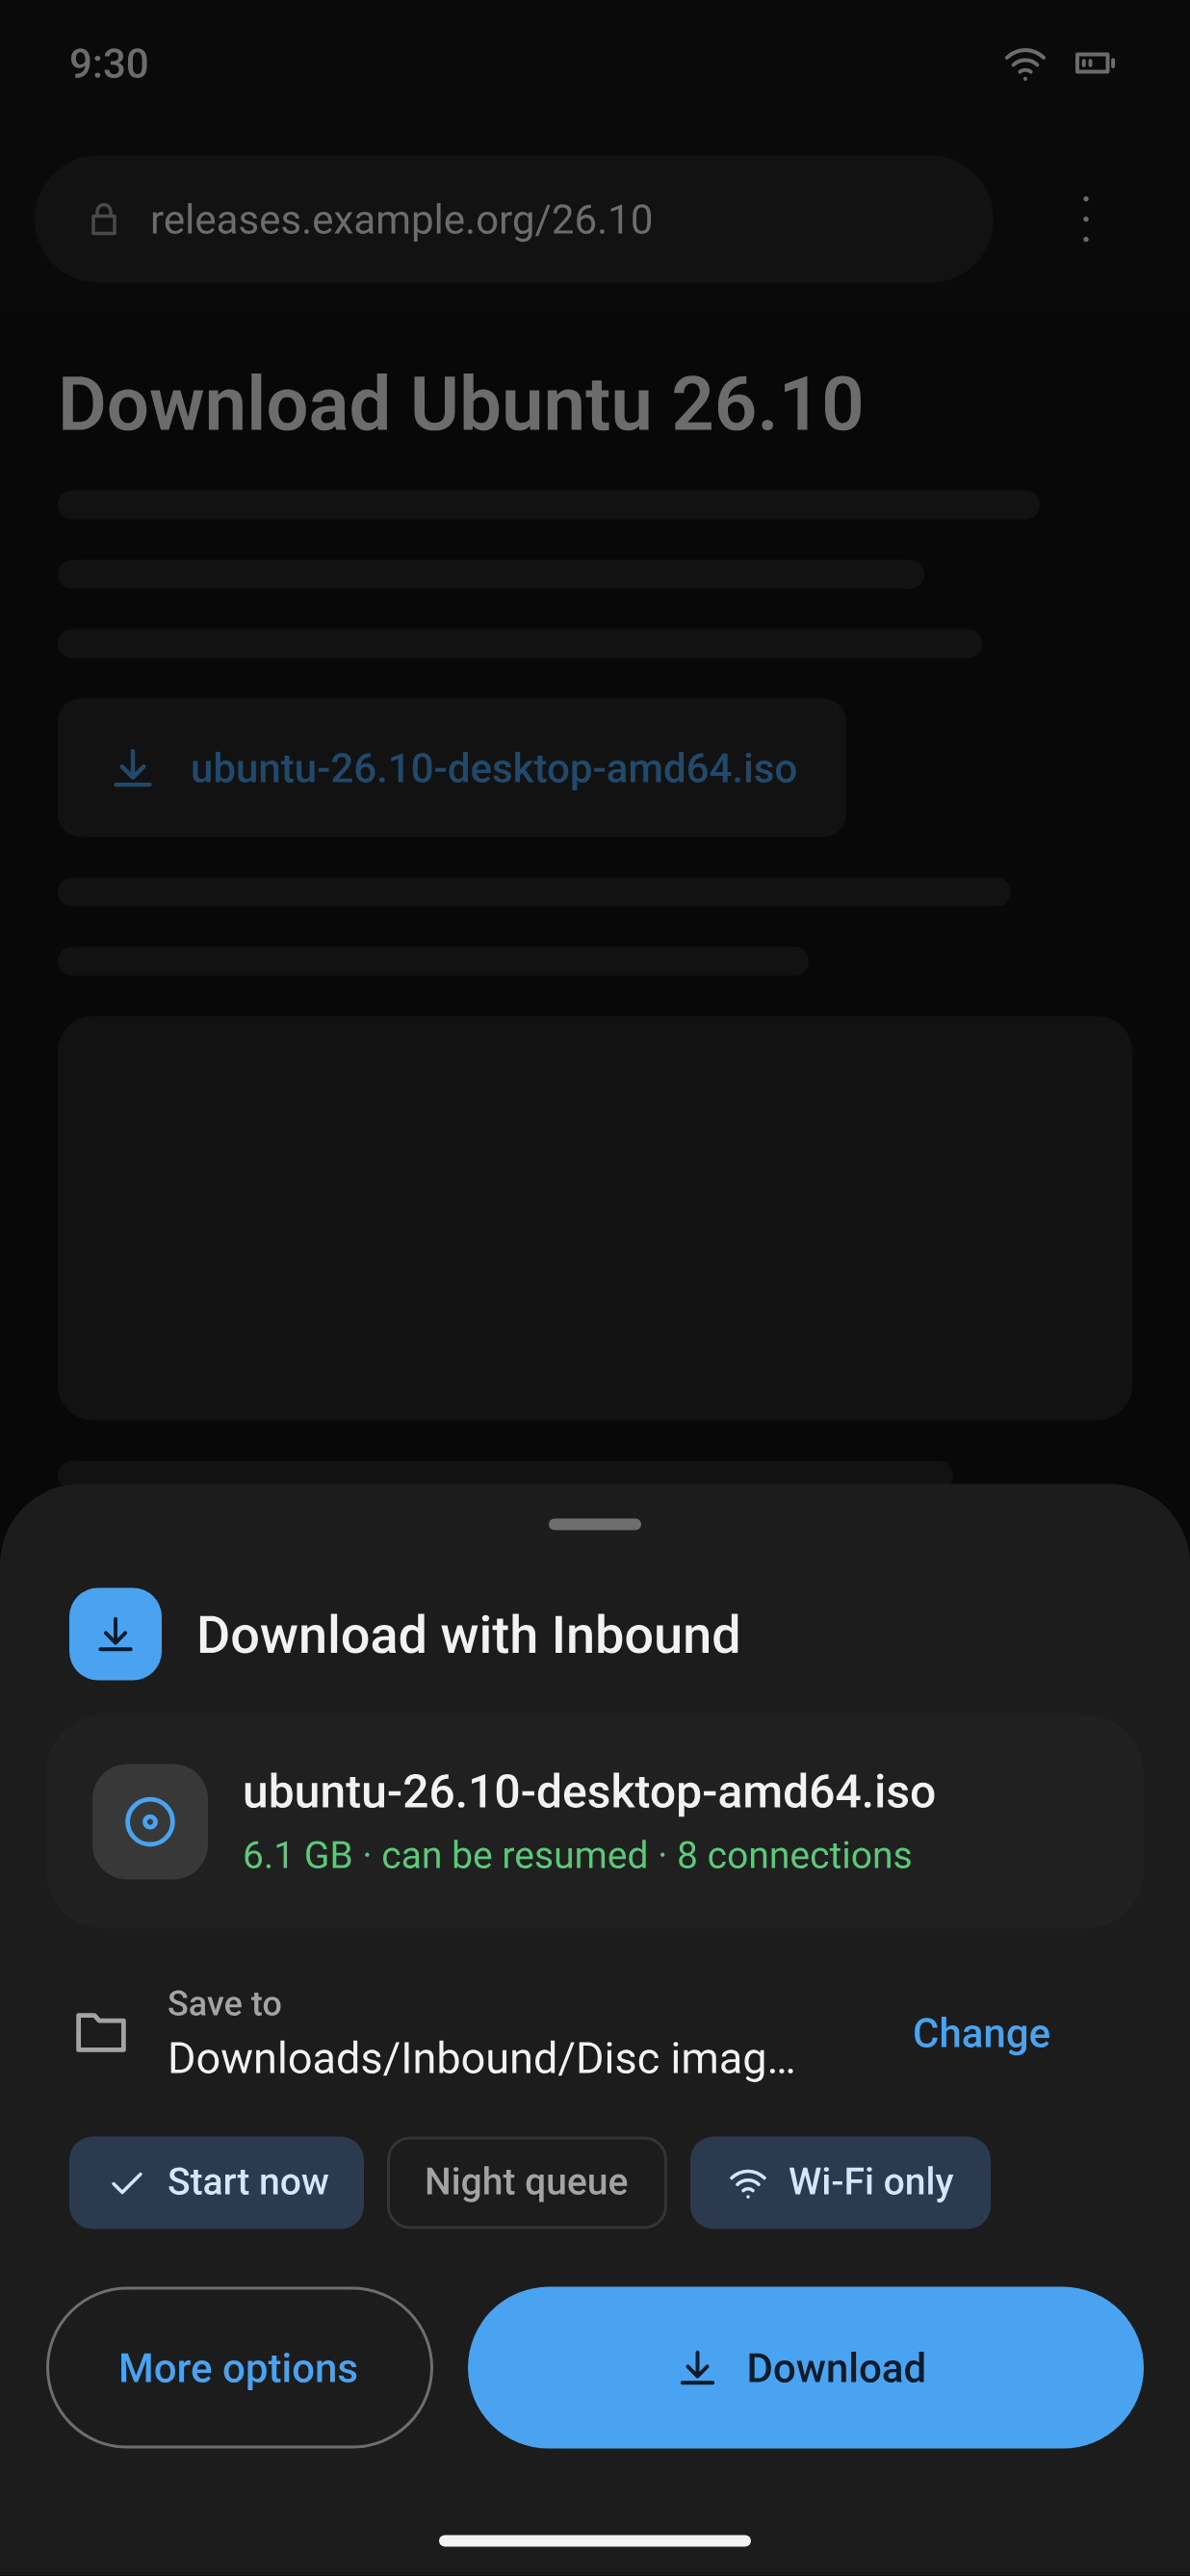 9:30
releases.example.org/26.10
Download Ubuntu 26.10
ubuntu-26.10-desktop-amd64.iso
Download with Inbound
ubuntu-26.10-desktop-amd64.iso
6.1 GB · can be resumed · 8 connections
Save to
Downloads/Inbound/Disc imag…
Change
Start now
Night queue
Wi-Fi only
More options
Download